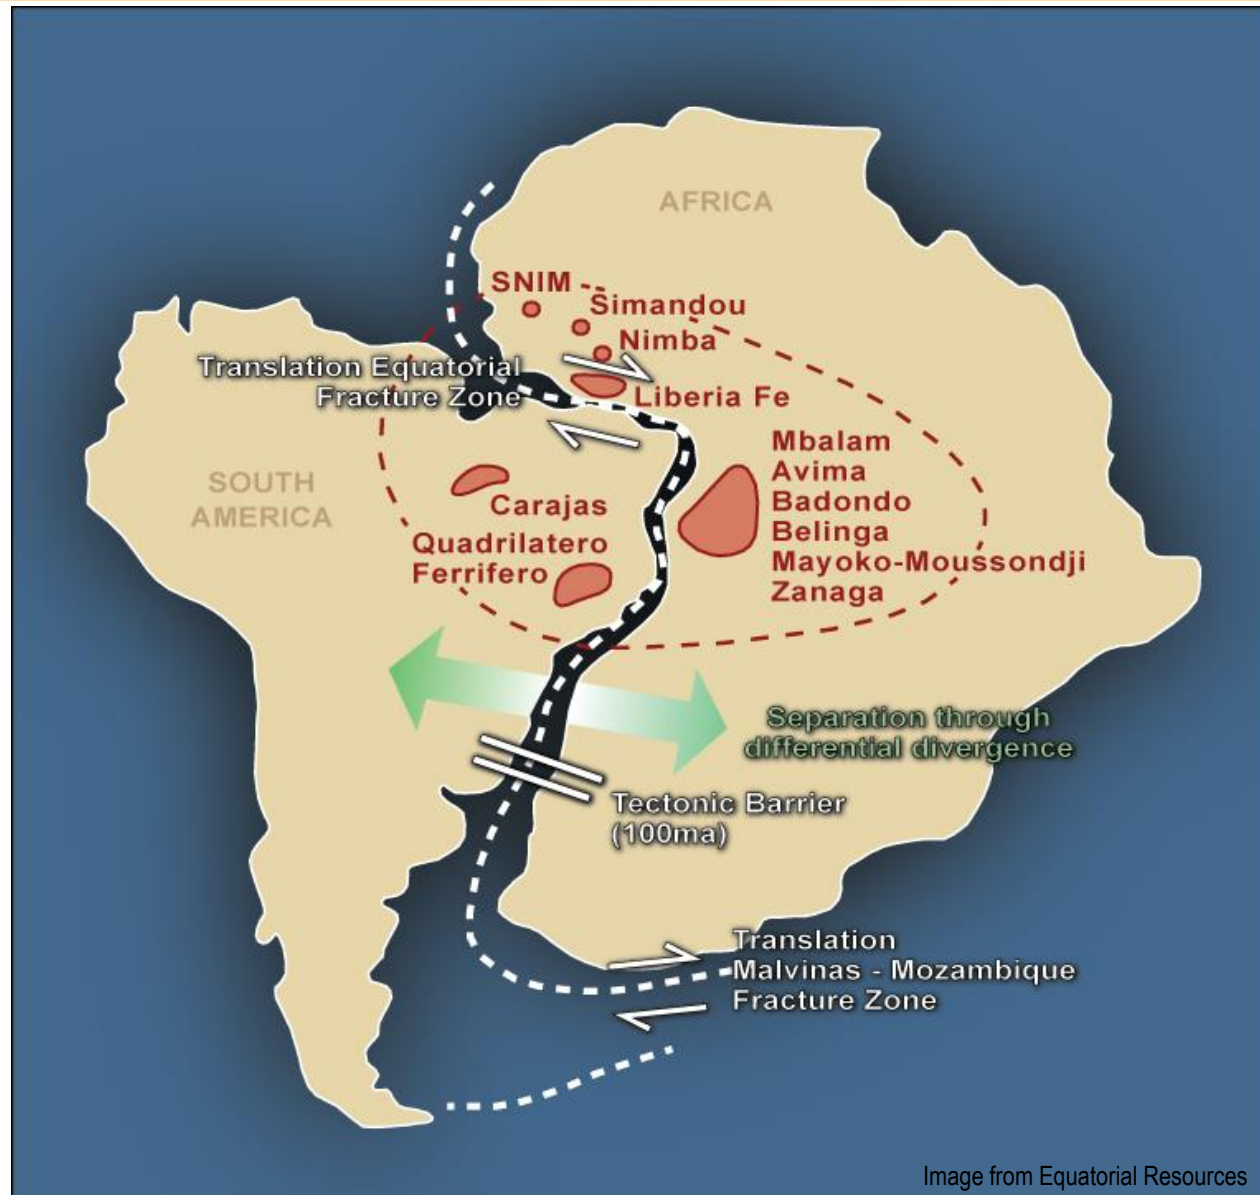 AFRICA
SNIM
Simandou
Nimba
Translation Equatorial
Fracture Zone
Liberia Fe
Mbalam
Avima
Badondo
Belinga
Mayoko-Moussondji
Zanaga
SOUTH
AMERICA
Carajas
Quadrilatero
Ferrifero
Separation through
differential divergence
Tectonic Barrier
(100ma)
Translation
Malvinas - Mozambique
Fracture Zone
Image from Equatorial Resources